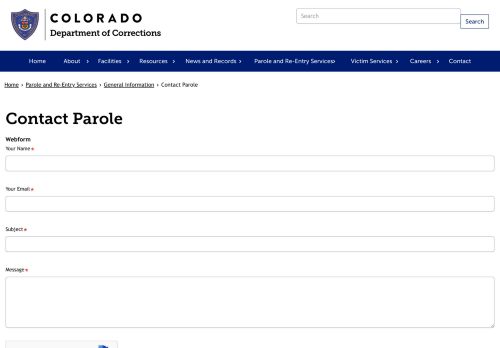 COLORADO
Department of Corrections
Search
Search
Home
About
Facilities
Resources
News and Records
Parole and Re-Entry Services
Victim Services
Careers
Contact
Home › Parole and Re-Entry Services › General Information › Contact Parole
Contact Parole
Webform
Your Name*
Your Email*
Subject*
Message*